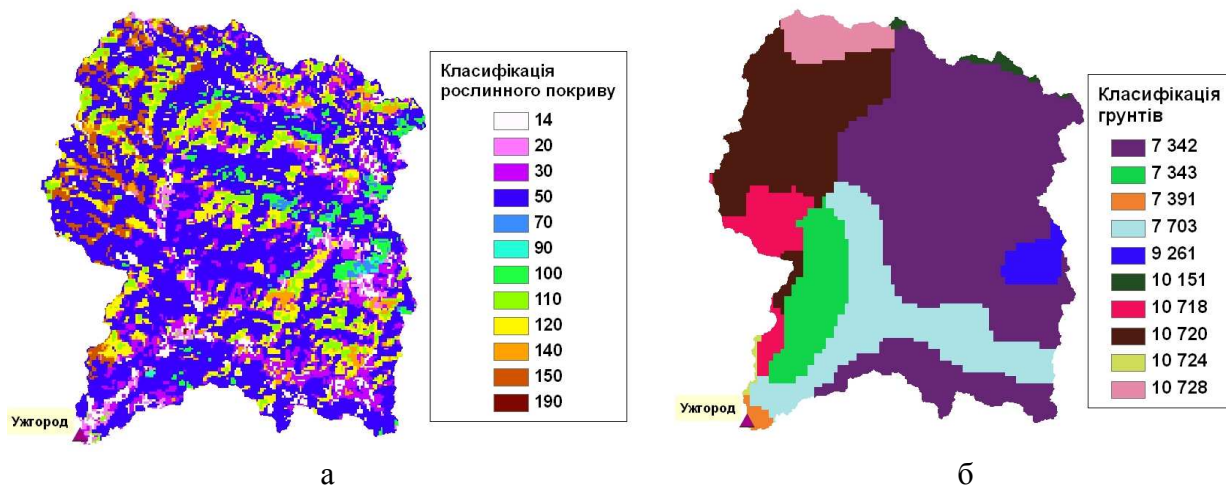 Класифікація
рослинного покриву
14
20
30
50
70
90
100
110
120
140
150
190
Ужгород
а
Класифікація
грунтів
7 342
7 343
7 391
7 703
9 261
10 151
10 718
10 720
10 724
10 728
Ужгород
б